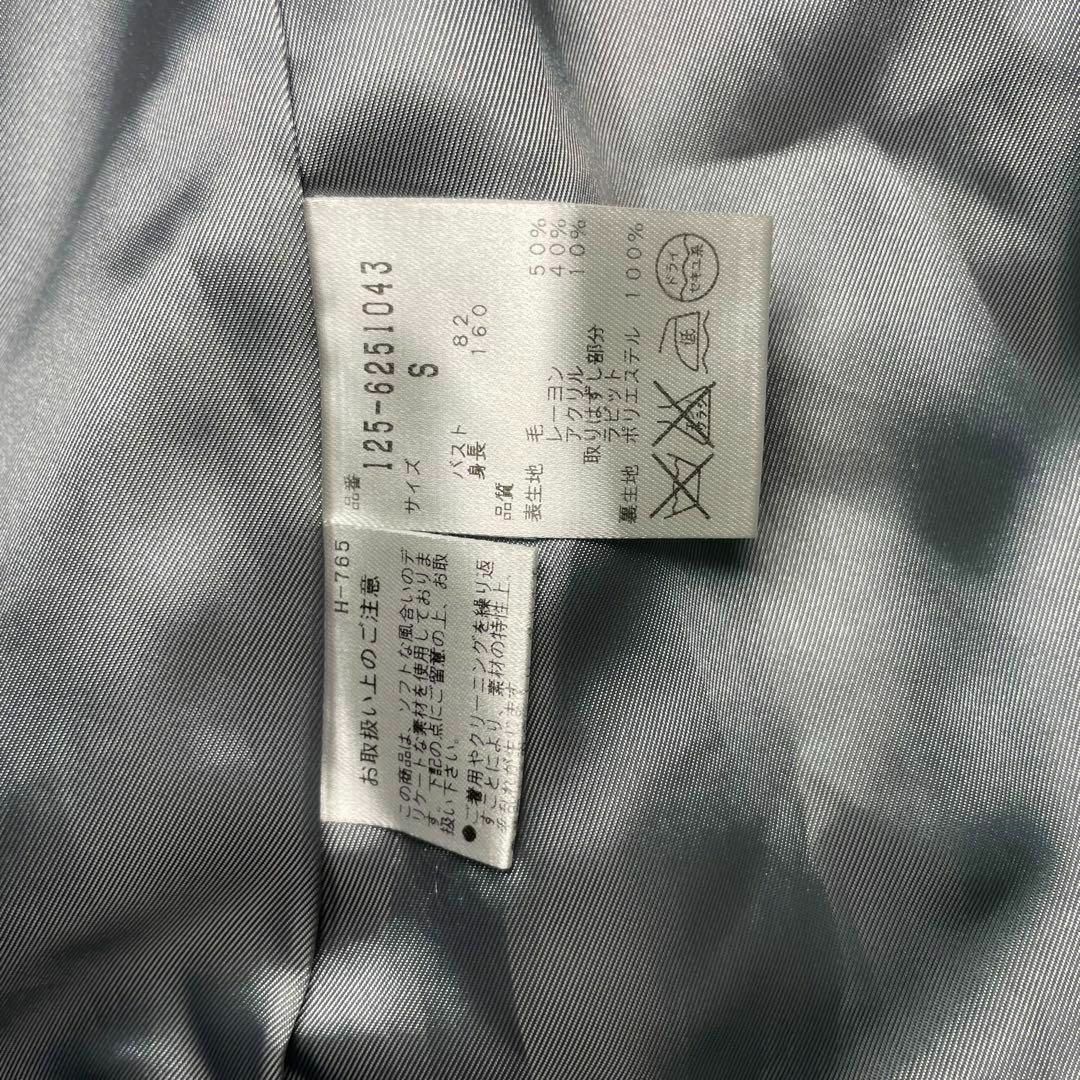 品番
125-6251043
サイズ S
バスト 82
身長 160
品質
表生地 毛 50%
レーヨン 40%
アクリル 10%
取りはずし部分
ラビット
裏生地 ポリエステル 100%
ドライ
セキユ系
低
H-765
お取扱い上のご注意
この商品は、ソフトな風合いのデ
リケートな素材を使用しておりま
す。下記の点にご留意の上、お取
扱い下さい。
●ご着用やクリーニングを繰り返
すことにより、素材の特性上、